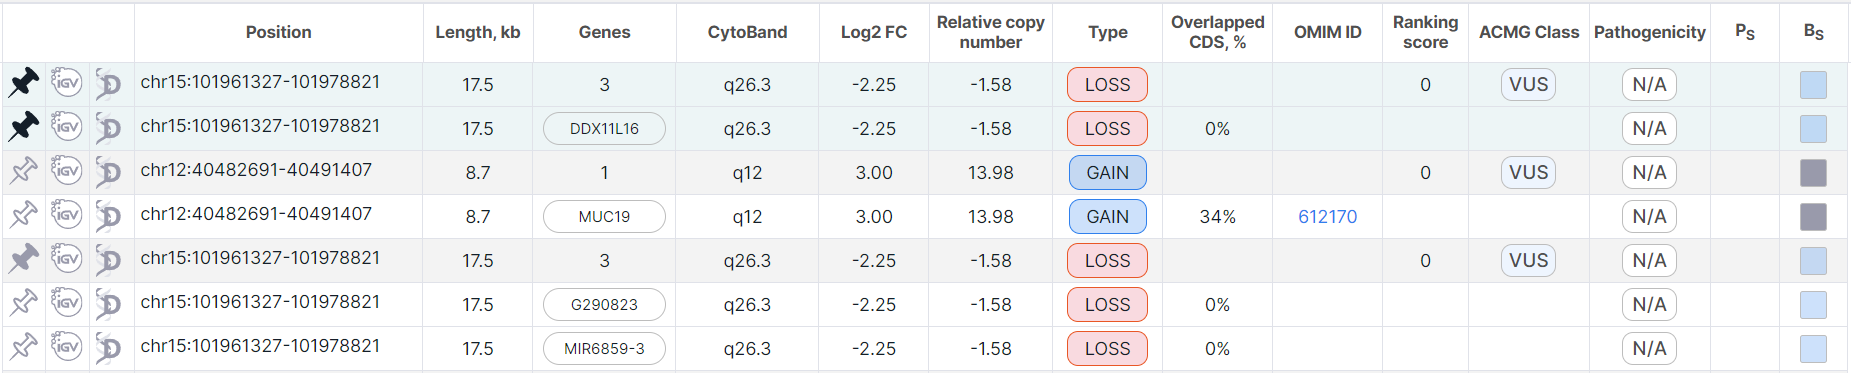 Position Length, kb Genes CytoBand Log2 FC Relative copy number Type Overlapped CDS, % OMIM ID Ranking score ACMG Class Pathogenicity PS BS
IGV D chr15:101961327-101978821 17.5 3 q26.3 -2.25 -1.58 LOSS 0 VUS N/A
IGV D chr15:101961327-101978821 17.5 DDX11L16 q26.3 -2.25 -1.58 LOSS 0% N/A
IGV D chr12:40482691-40491407 8.7 1 q12 3.00 13.98 GAIN 0 VUS N/A
IGV D chr12:40482691-40491407 8.7 MUC19 q12 3.00 13.98 GAIN 34% 612170 N/A
IGV D chr15:101961327-101978821 17.5 3 q26.3 -2.25 -1.58 LOSS 0 VUS N/A
IGV D chr15:101961327-101978821 17.5 G290823 q26.3 -2.25 -1.58 LOSS 0% N/A
IGV D chr15:101961327-101978821 17.5 MIR6859-3 q26.3 -2.25 -1.58 LOSS 0% N/A